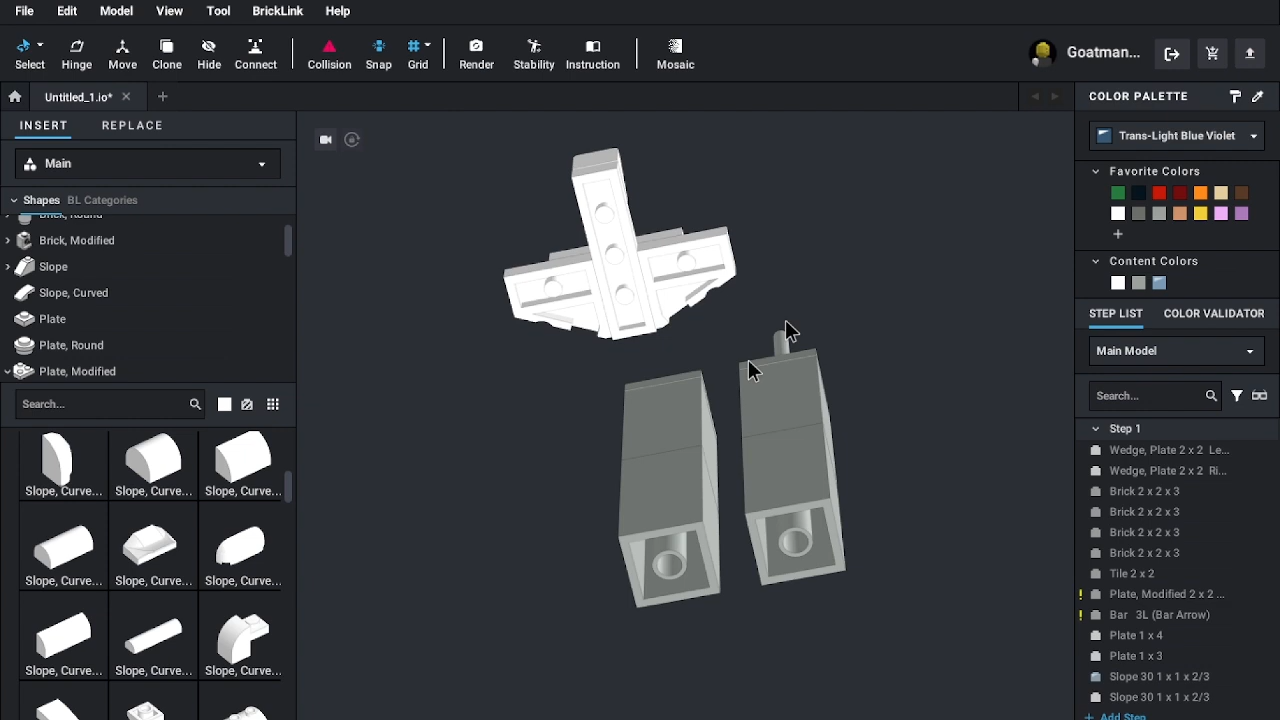 File Edit Model View Tool BrickLink Help
Select Hinge Move Clone Hide Connect Collision Snap Grid Render Stability Instruction Mosaic Goatman...
Untitled_1.io*
INSERT REPLACE
Main
Shapes BL Categories
Brick, Round
Brick, Modified
Slope
Slope, Curved
Plate
Plate, Round
Plate, Modified
Search...
Slope, Curve... Slope, Curve... Slope, Curve...
Slope, Curve... Slope, Curve... Slope, Curve...
Slope, Curve... Slope, Curve... Slope, Curve...
COLOR PALETTE
Trans-Light Blue Violet
Favorite Colors
+
Content Colors
STEP LIST COLOR VALIDATOR
Main Model
Search...
Step 1
Wedge, Plate 2 x 2 Le...
Wedge, Plate 2 x 2 Ri...
Brick 2 x 2 x 3
Brick 2 x 2 x 3
Brick 2 x 2 x 3
Brick 2 x 2 x 3
Tile 2 x 2
! Plate, Modified 2 x 2 ...
! Bar 3L (Bar Arrow)
Plate 1 x 4
Plate 1 x 3
Slope 30 1 x 1 x 2/3
Slope 30 1 x 1 x 2/3
+ Add Step